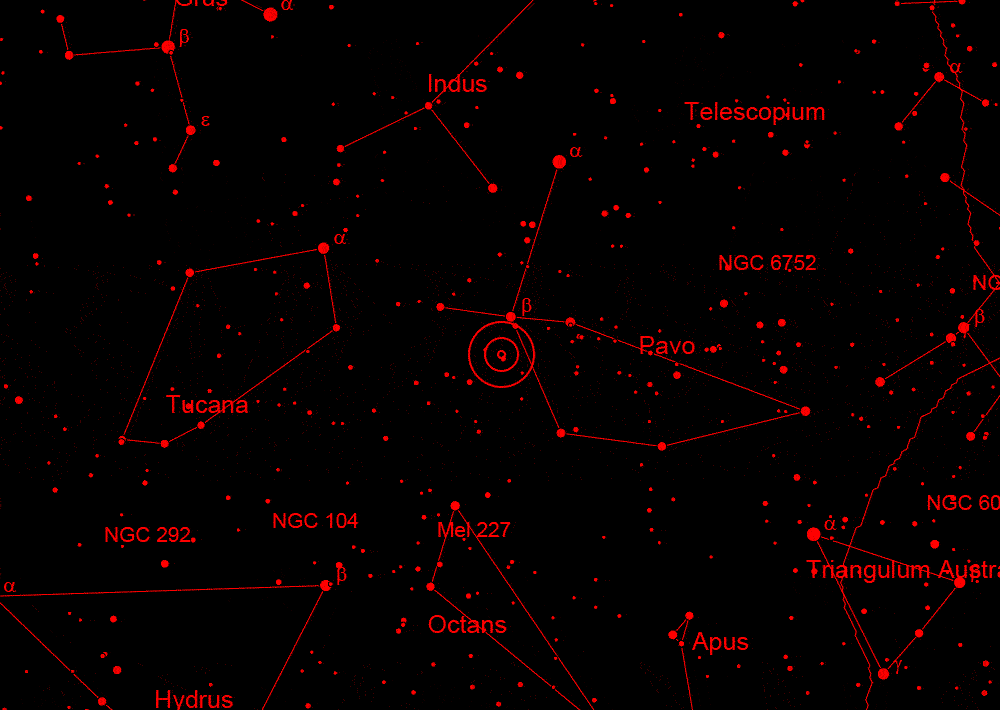 Grus
α
β
ε
Indus
Telescopium
α
α
α
NGC 6752
NGC
β
β
Pavo
Tucana
NGC 292
NGC 104
Mel 227
NGC 60
α
α
β
Triangulum Austra
Octans
Apus
γ
Hydrus